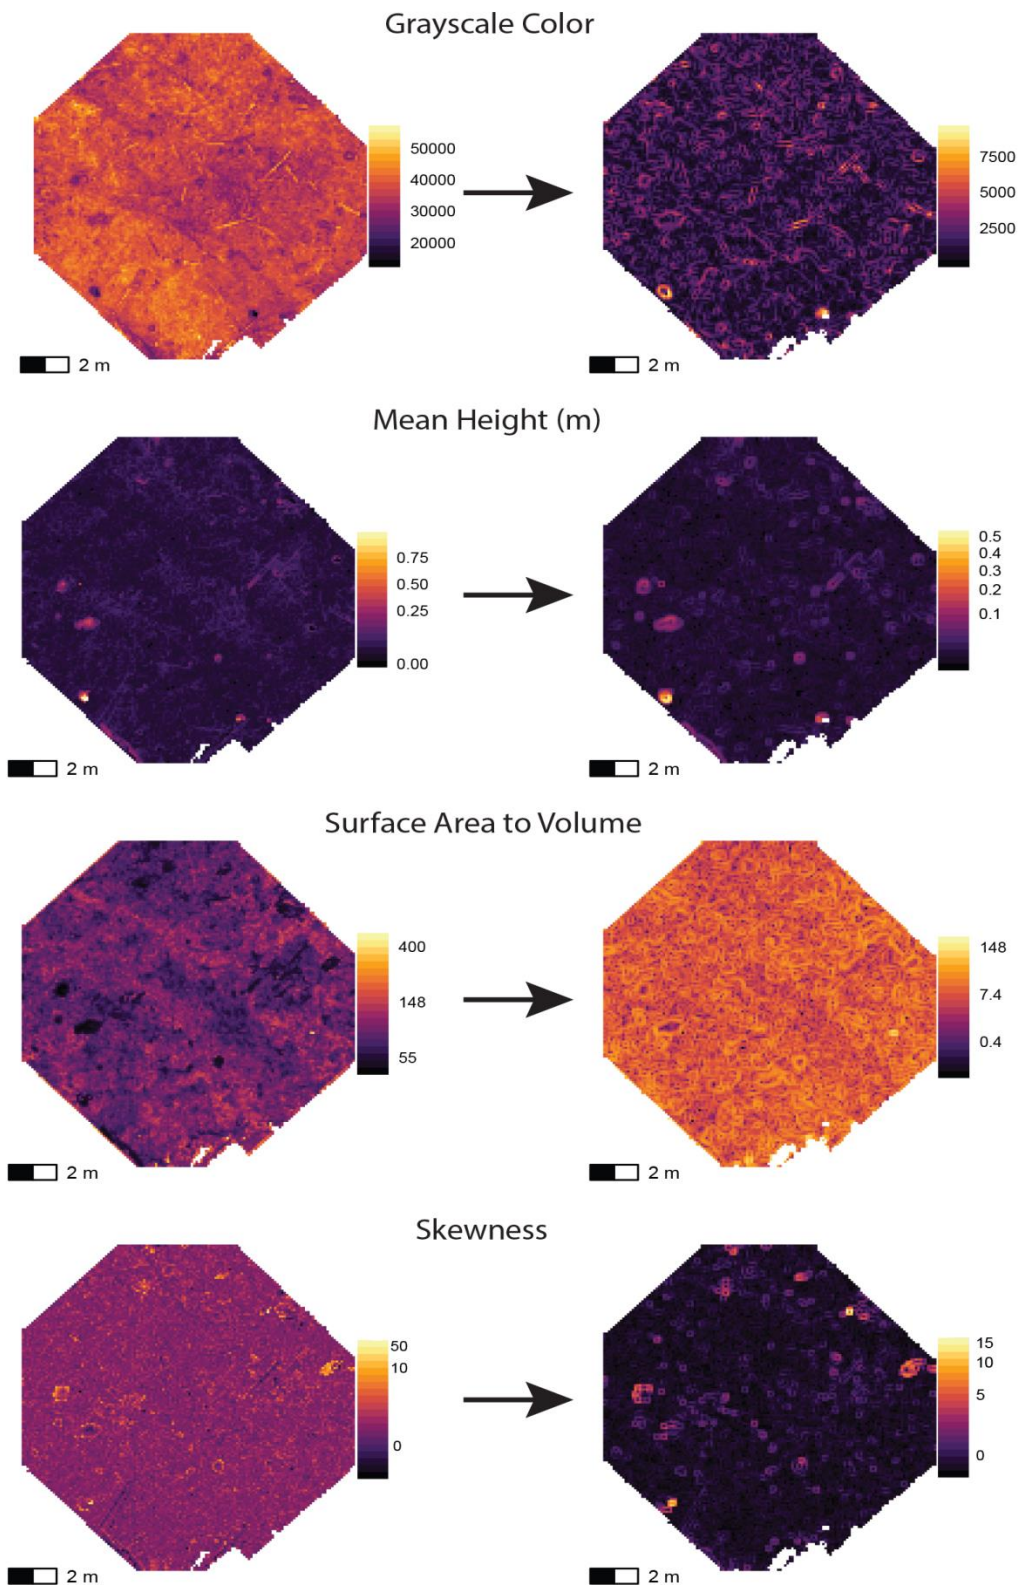 Grayscale Color
50000
40000
30000
20000
7500
5000
2500
2 m
2 m
Mean Height (m)
0.75
0.50
0.25
0.00
0.5
0.4
0.3
0.2
0.1
2 m
2 m
Surface Area to Volume
400
148
55
148
7.4
0.4
2 m
2 m
Skewness
50
10
0
15
10
5
0
2 m
2 m